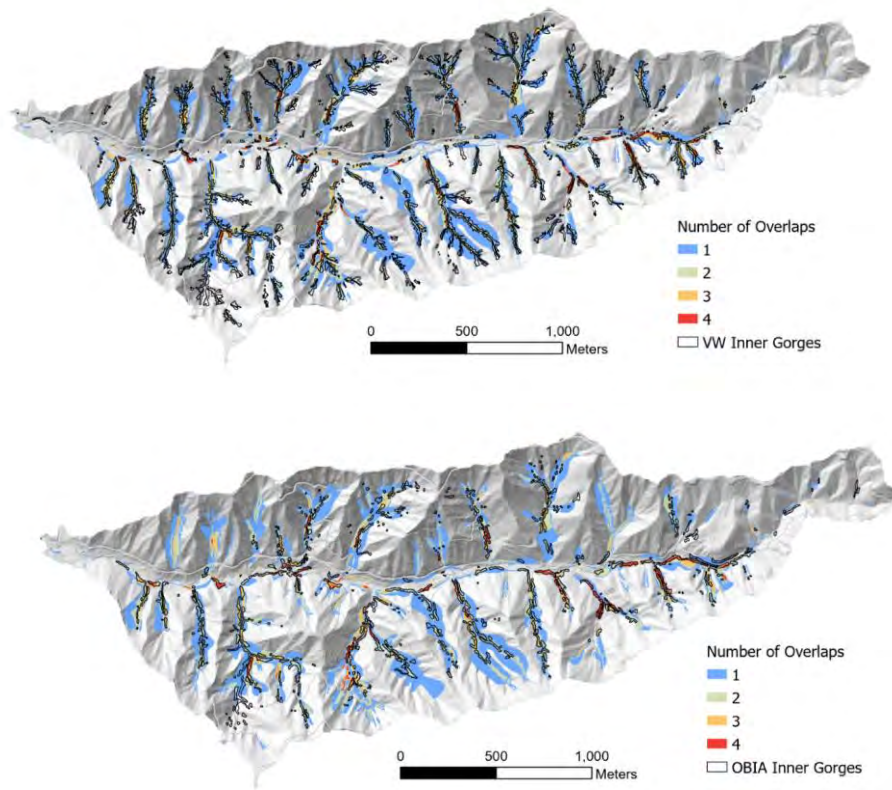 Number of Overlaps
1
2
3
4
VW Inner Gorges
0 500 1,000
Meters
Number of Overlaps
1
2
3
4
OBIA Inner Gorges
0 500 1,000
Meters